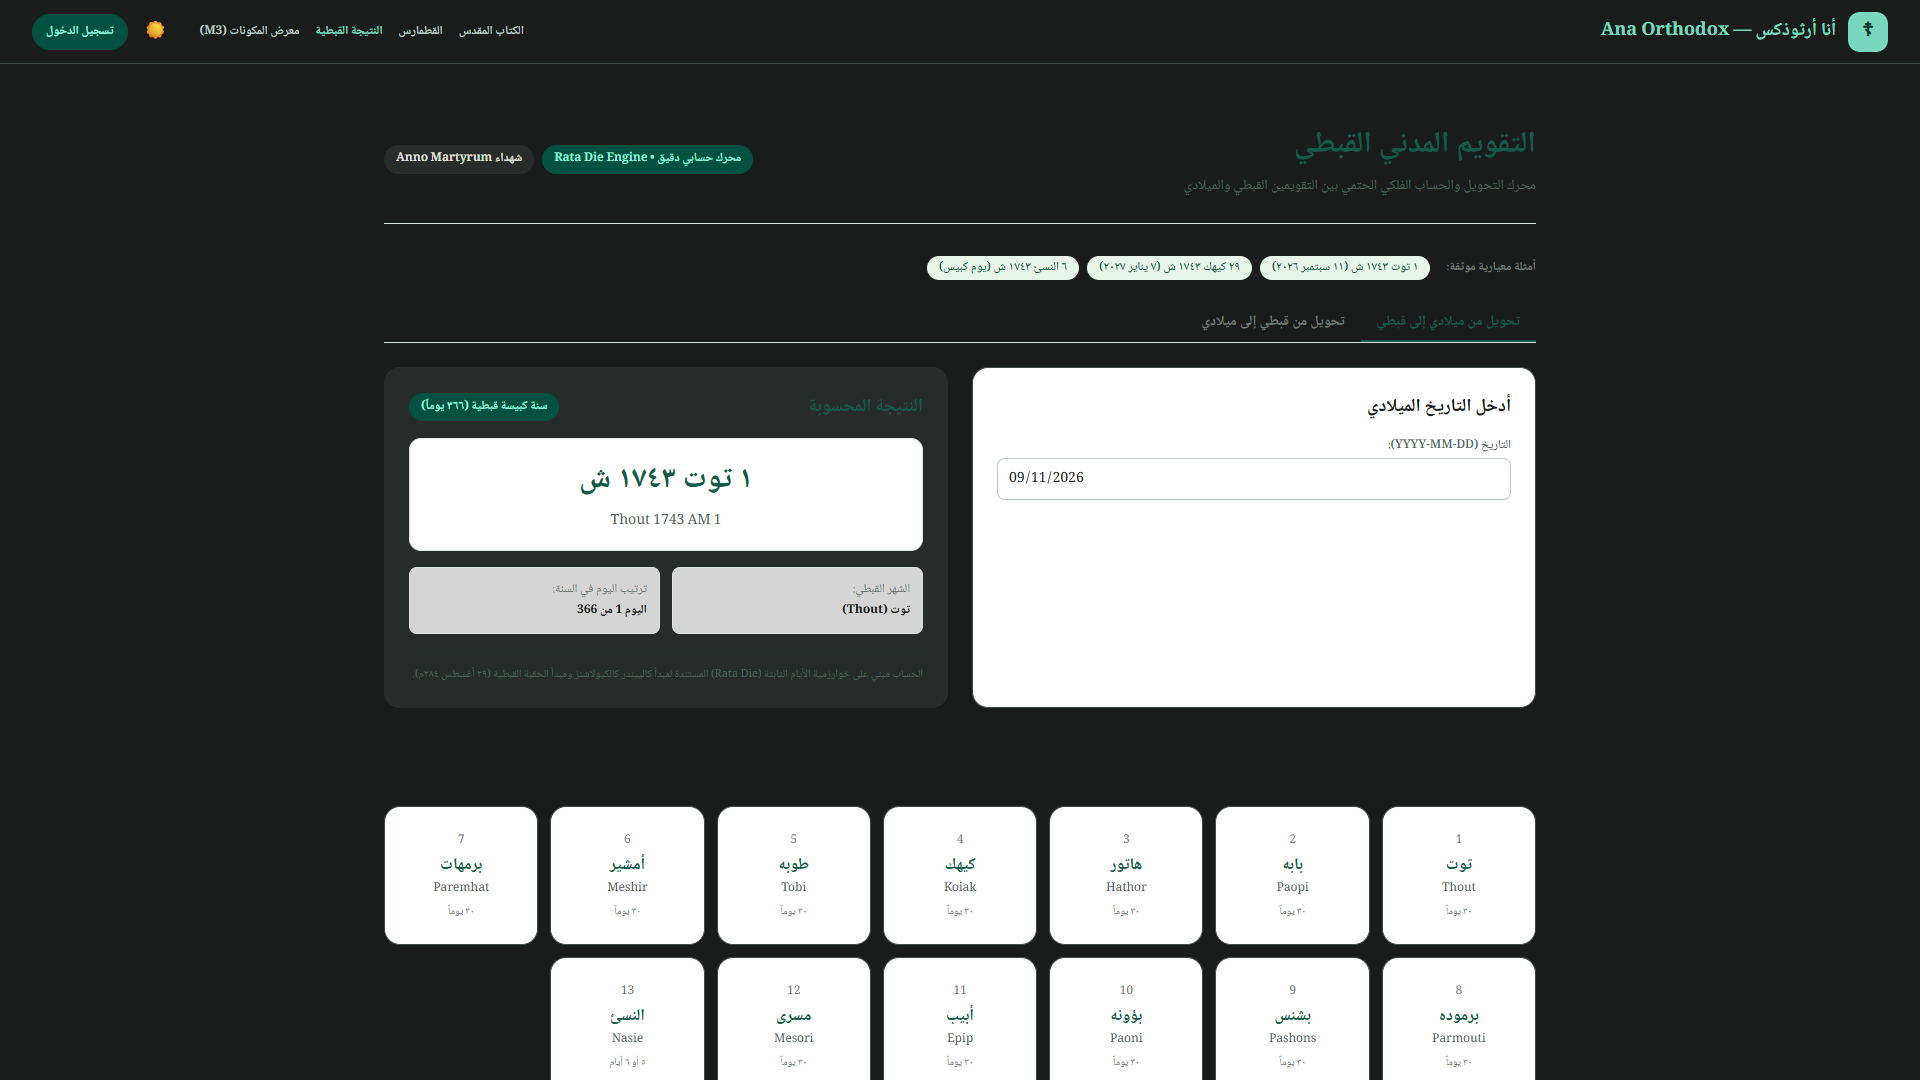 أنا أرثوذكس — Ana Orthodox
الكتاب المقدس
القطمارس
النتيجة القبطية
معرض المكونات (M3)
تسجيل الدخول
التقويم المدني القبطي
محرك التحويل والحساب الفلكي الحتمي بين التقويمين القبطي والميلادي
محرك حسابي دقيق • Rata Die Engine
شهداء Anno Martyrum
أمثلة معيارية موثقة:
١ توت ١٧٤٣ ش (١١ سبتمبر ٢٠٢٦)
٢٩ كيهك ١٧٤٣ ش (٧ يناير ٢٠٢٧)
٦ النسئ ١٧٤٣ ش (يوم كبيس)
تحويل من ميلادي إلى قبطي
تحويل من قبطي إلى ميلادي
أدخل التاريخ الميلادي
التاريخ (YYYY-MM-DD):
09/11/2026
النتيجة المحسوبة
سنة كبيسة قبطية (٣٦٦ يوماً)
١ توت ١٧٤٣ ش
Thout 1743 AM 1
الشهر القبطي:
توت (Thout)
ترتيب اليوم في السنة:
اليوم 1 من 366
الحساب مبني على خوارزمية الأيام الثابتة (Rata Die) المستندة لمبدأ كاليندر كالكيولاشنز ومبدأ الحقبة القبطية (٢٩ أغسطس ٢٨٤م).
1
توت
Thout
٣٠ يوماً
2
بابه
Paopi
٣٠ يوماً
3
هاتور
Hathor
٣٠ يوماً
4
كيهك
Koiak
٣٠ يوماً
5
طوبه
Tobi
٣٠ يوماً
6
أمشير
Meshir
٣٠ يوماً
7
برمهات
Paremhat
٣٠ يوماً
8
برموده
Parmouti
٣٠ يوماً
9
بشنس
Pashons
٣٠ يوماً
10
بؤونه
Paoni
٣٠ يوماً
11
أبيب
Epip
٣٠ يوماً
12
مسرى
Mesori
٣٠ يوماً
13
النسئ
Nasie
٥ أو ٦ أيام